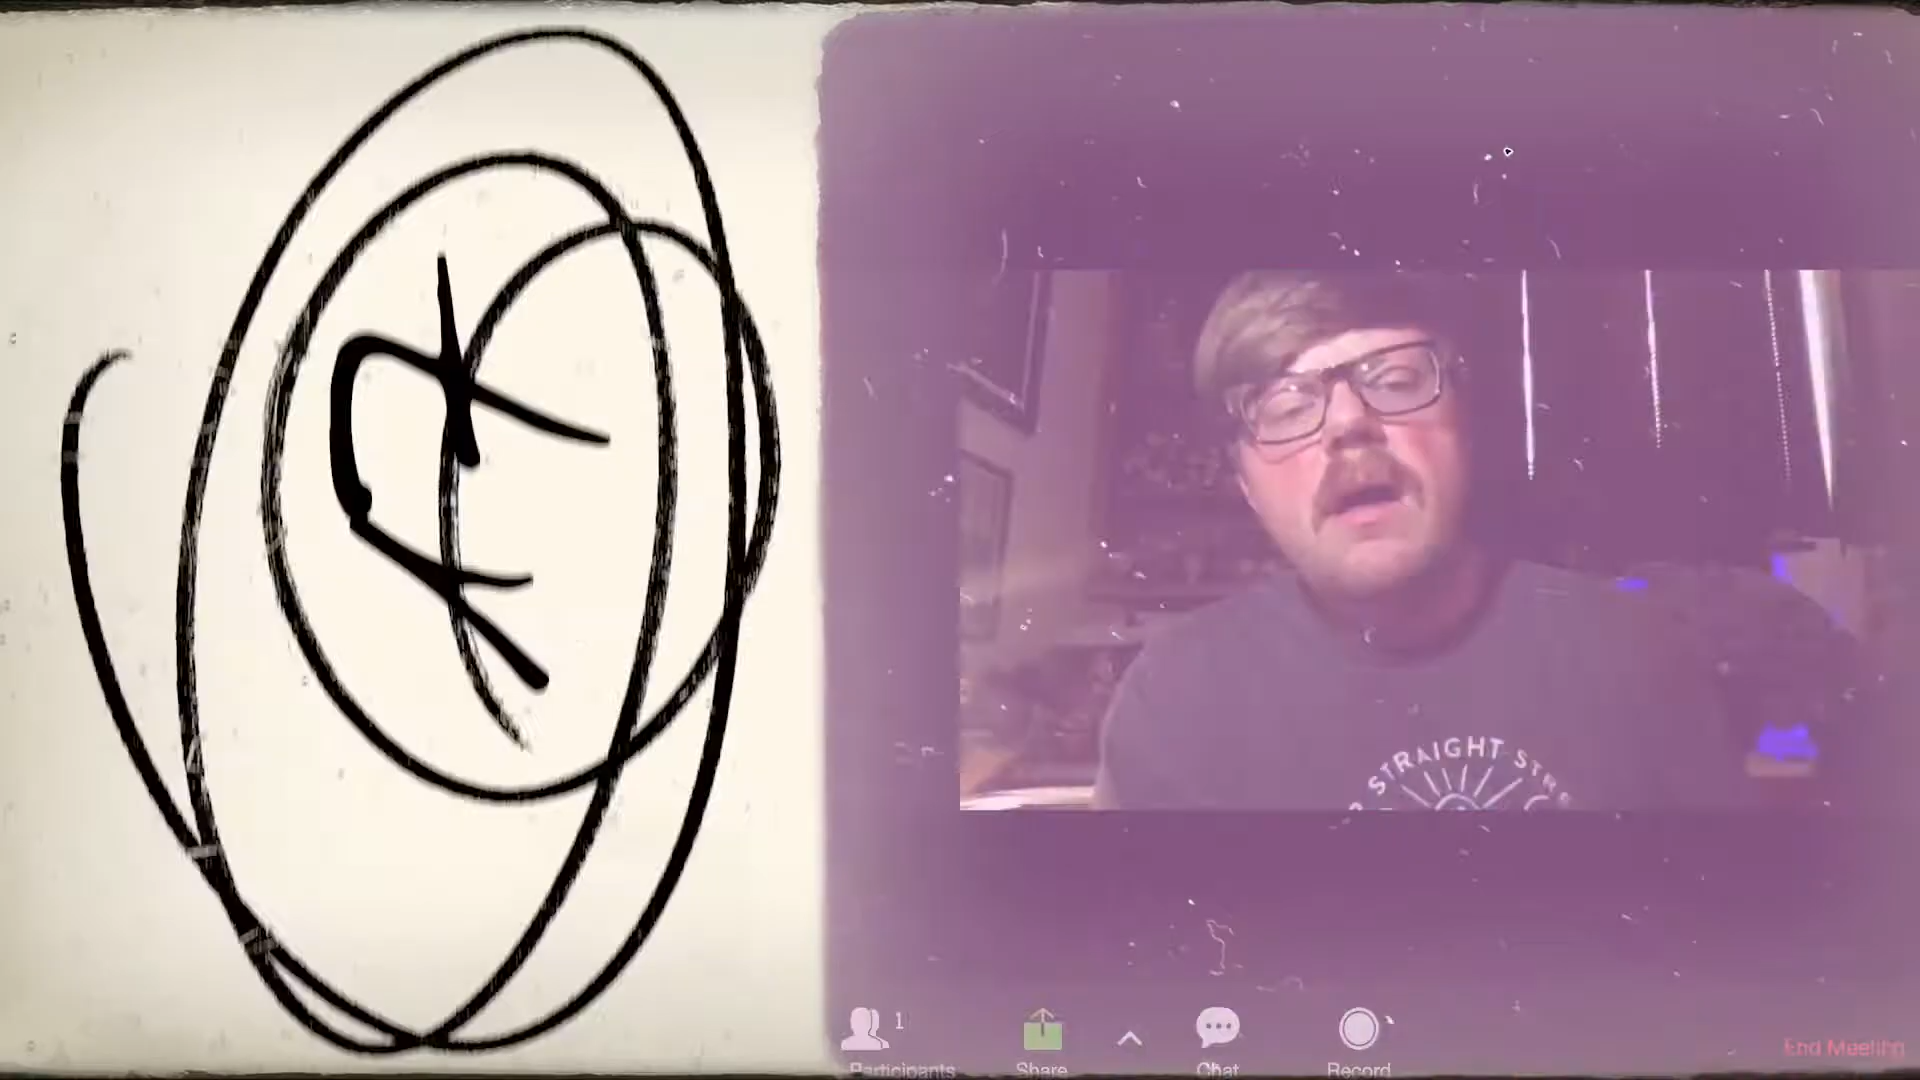 STRAIGHT
1
Participants
Share
Chat
Record
End Meeting